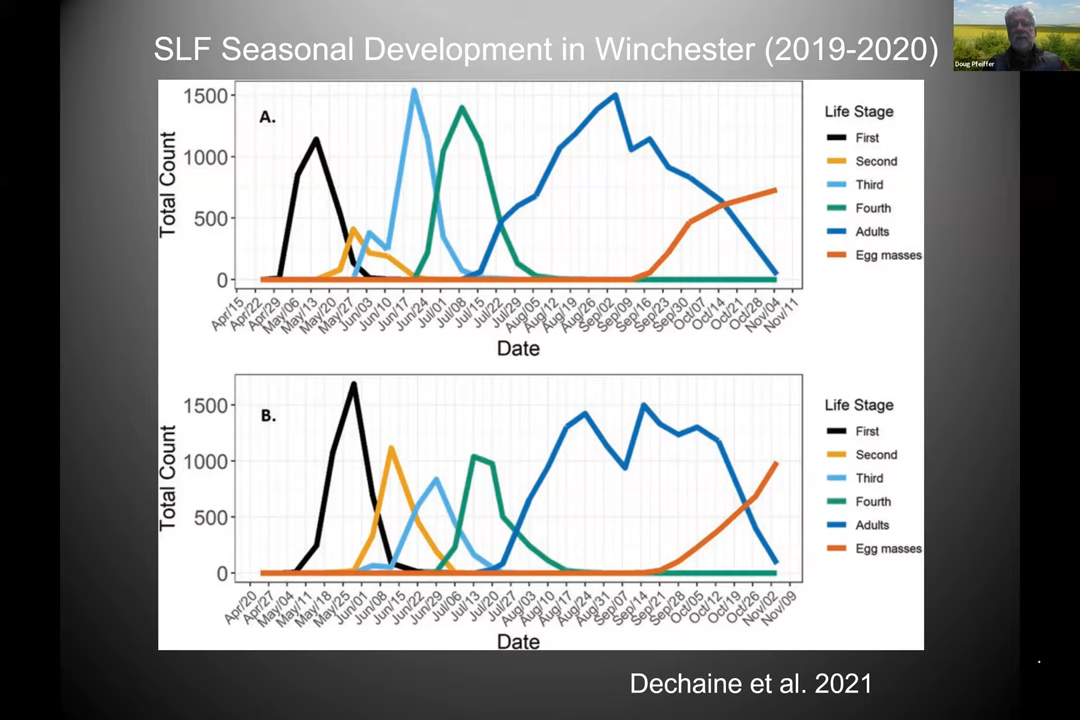 SLF Seasonal Development in Winchester (2019-2020)
Doug Pfeiffer
A.
Total Count
1500
1000
500
0
Apr/15
Apr/22
Apr/29
May/06
May/13
May/20
May/27
Jun/03
Jun/10
Jun/17
Jun/24
Jul/01
Jul/08
Jul/15
Jul/22
Jul/29
Aug/05
Aug/12
Aug/19
Aug/26
Sep/02
Sep/09
Sep/16
Sep/23
Sep/30
Oct/07
Oct/14
Oct/21
Oct/28
Nov/04
Nov/11
Date
Life Stage
First
Second
Third
Fourth
Adults
Egg masses
B.
Total Count
1500
1000
500
0
Apr/20
Apr/27
May/04
May/11
May/18
May/25
Jun/01
Jun/08
Jun/15
Jun/22
Jun/29
Jul/06
Jul/13
Jul/20
Jul/27
Aug/03
Aug/10
Aug/17
Aug/24
Aug/31
Sep/07
Sep/14
Sep/21
Sep/28
Oct/05
Oct/12
Oct/19
Oct/26
Nov/02
Nov/09
Date
Life Stage
First
Second
Third
Fourth
Adults
Egg masses
Dechaine et al. 2021